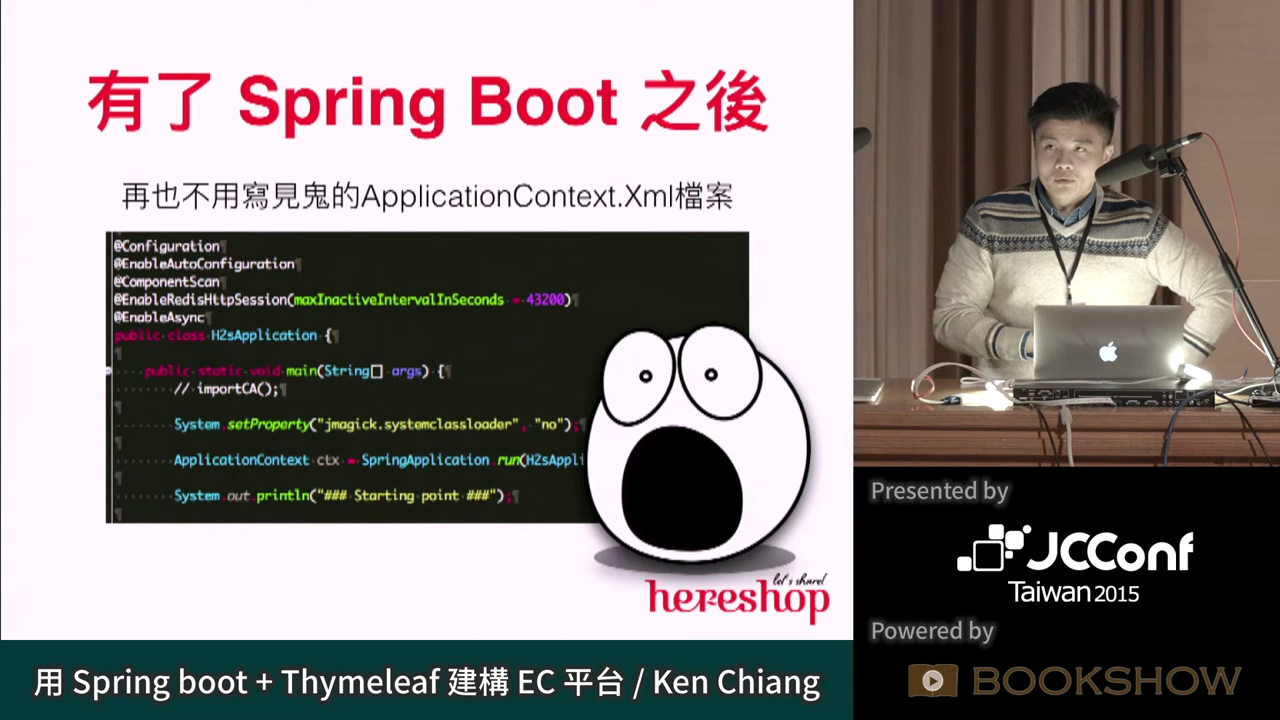 有了 Spring Boot 之後
再也不用寫見鬼的ApplicationContext.Xml檔案
@Configuration
@EnableAutoConfiguration
@ComponentScan
@EnableRedisHttpSession(maxInactiveIntervalInSeconds = 43200)
@EnableAsync
public class H2sApplication {
public static void main(String[] args) {
// importCA();
System.setProperty("jmagick.systemclassloader", "no");
ApplicationContext ctx = SpringApplication.run(H2sAppli
System.out.println("### Starting point ###");
let's share!
hereshop
Presented by
JCConf
Taiwan 2015
Powered by
BOOKSHOW
用 Spring boot + Thymeleaf 建構 EC 平台 / Ken Chiang